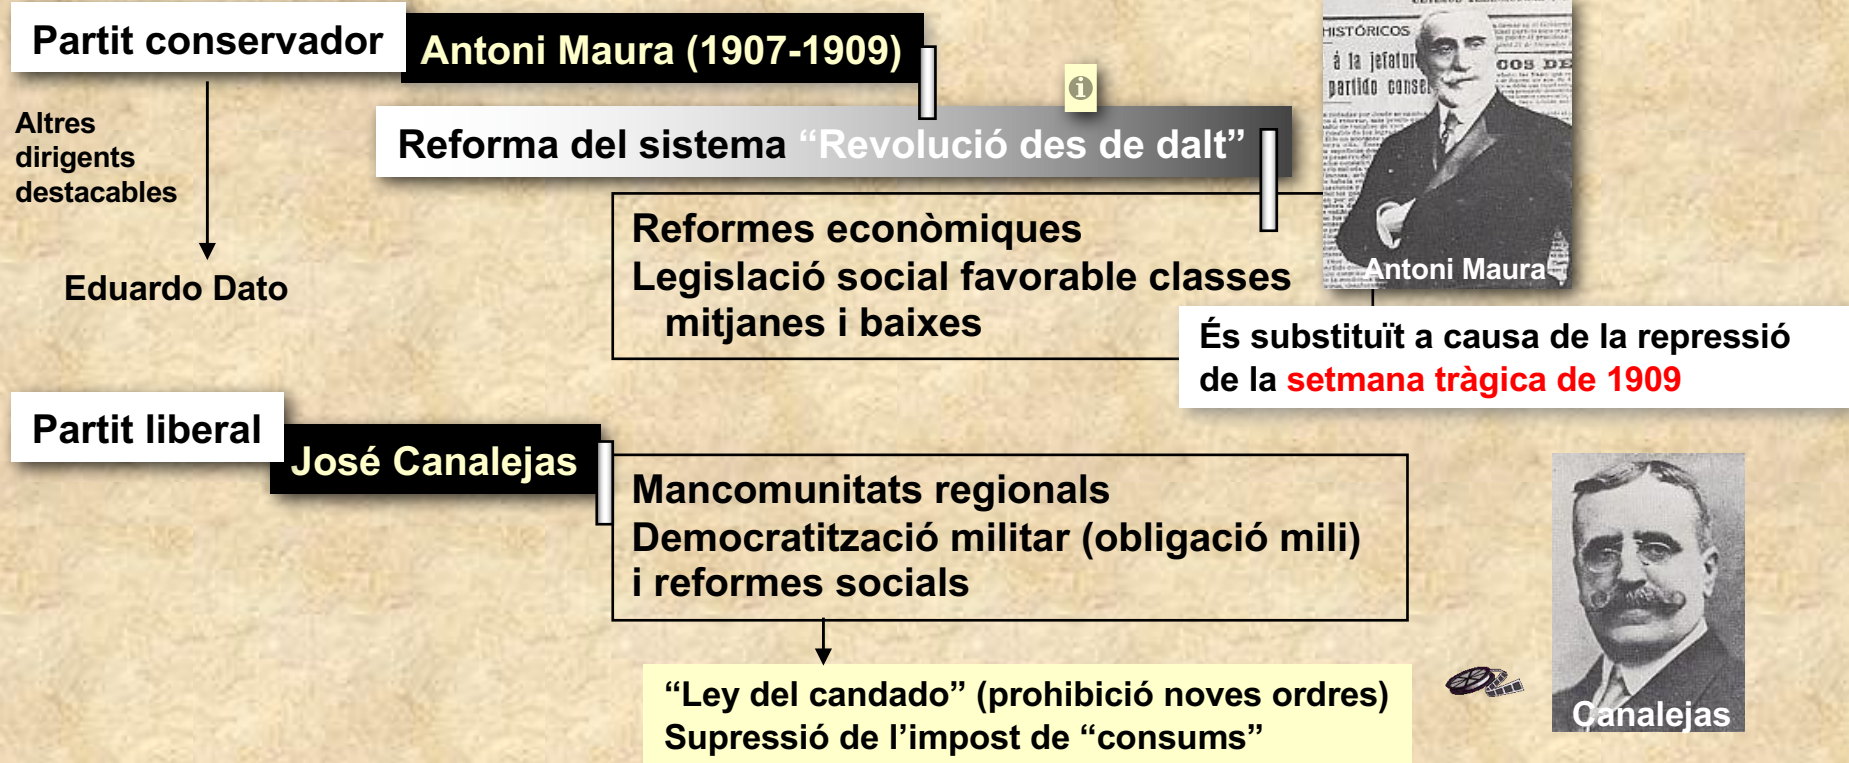 Partit conservador
Antoni Maura (1907-1909)
Altres
dirigents
destacables
Eduardo Dato
Reforma del sistema “Revolució des de dalt”
Reformes econòmiques
Legislació social favorable classes
mitjanes i baixes
HISTÓRICOS
á la jefatur
partido conse
COS DE
Antoni Maura
És substituït a causa de la repressió
de la setmana tràgica de 1909
Partit liberal
José Canalejas
Mancomunitats regionals
Democratització militar (obligació mili)
i reformes socials
“Ley del candado” (prohibició noves ordres)
Supressió de l’impost de “consums”
Canalejas